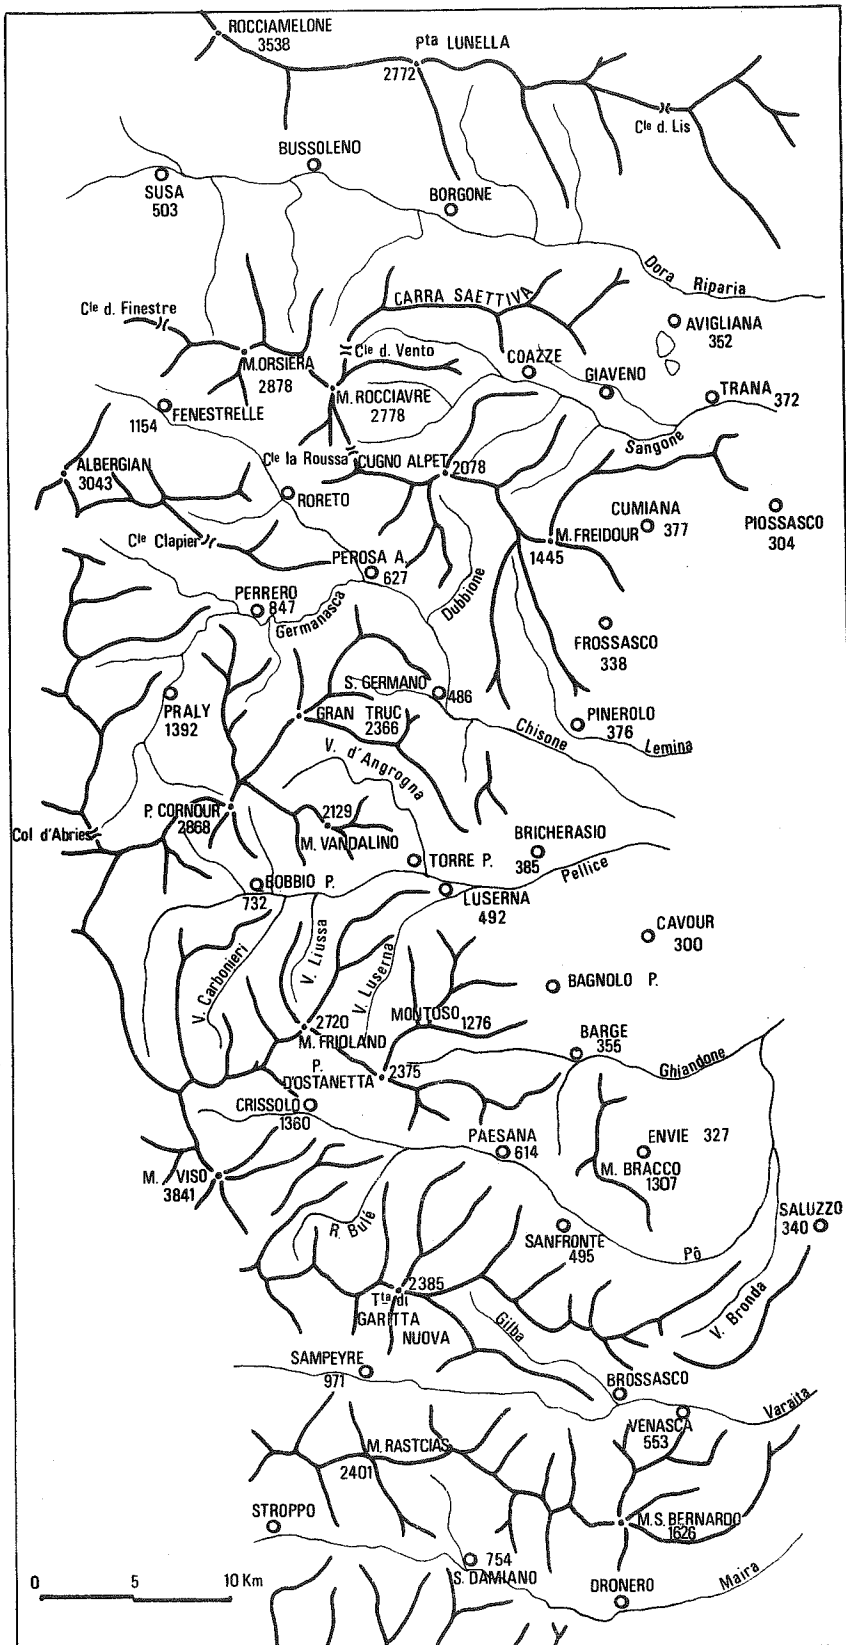 ROCCIAMELONE
3538
Pta LUNELLA
2772
Cle d. Lis
BUSSOLENO
SUSA
503
BORGONE
Dora Riparia
Cle d. Finestre
CARRA SAETTIVA
AVIGLIANA
352
Cle d. Vento
M. ORSIERA
2878
COAZZE
GIAVENO
M. ROCCIAVRE
2778
TRANA
372
FENESTRELLE
1154
Sangone
Cle la Roussa
CUGNO ALPET
2078
ALBERGIAN
3043
RORETO
CUMIANA
377
PIOSSASCO
304
Cle Clapier
M. FREIDOUR
1445
PEROSA A.
627
PERRERO
847
Germanasca
Dubbione
FROSSASCO
338
S. GERMANO
486
PRALY
1392
GRAN TRUC
2366
PINEROLO
376
Chisone
Lemina
V. d'Angrogna
P. CORNOUR
2868
2129
M. VANDALINO
Col d'Abries
BRICHERASIO
385
TORRE P.
Pellice
BOBBIO P.
732
LUSERNA
492
CAVOUR
300
V. Carbonieri
V. Liussa
V. Luserna
BAGNOLO P.
MONTOSO
1276
2720
M. FRIOLAND
BARGE
355
Ghiandone
P.
D'OSTANETTA
2375
CRISSOLO
1360
PAESANA
614
ENVIE 327
M. BRACCO
1307
M. VISO
3841
R. Bulé
SANFRONTE
495
SALUZZO
340
Pô
2385
Tta di
GARITTA
NUOVA
Gilba
V. Bronda
SAMPEYRE
971
BROSSASCO
Varaita
VENASCA
553
M. RASTCIAS
2401
STROPPO
M. S. BERNARDO
1626
754
S. DAMIANO
DRONERO
Maira
0 5 10 Km